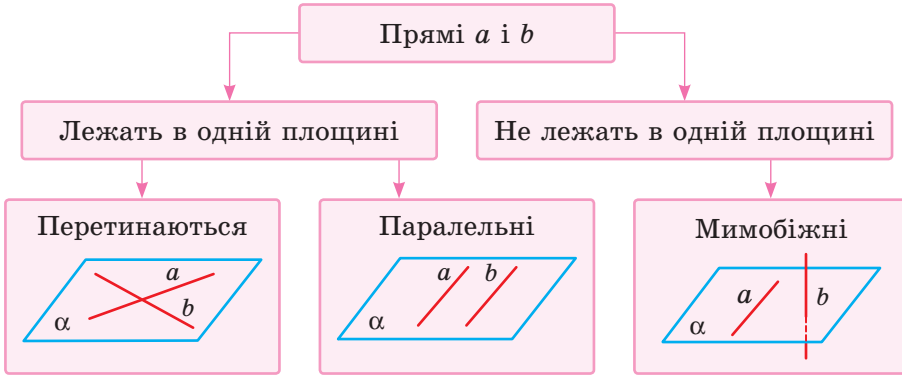 Прямі a і b
Лежать в одній площині
Не лежать в одній площині
Перетинаються
a
b
α
Паралельні
a b
α
Мимобіжні
a b
α